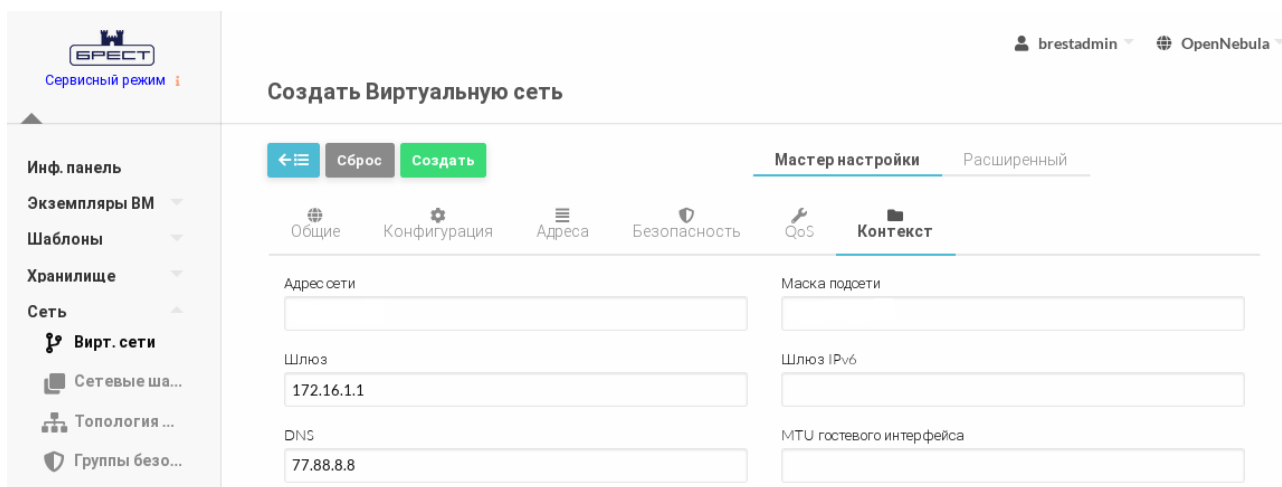 БРЕСТ
Сервисный режим i
brestadmin OpenNebula
Создать Виртуальную сеть
Сброс Создать Мастер настройки Расширенный
Инф. панель
Экземпляры ВМ
Шаблоны
Хранилище
Сеть
Вирт. сети
Сетевые ша...
Топология ...
Группы безо...
Общие Конфигурация Адреса Безопасность QoS Контекст
Адрес сети Маска подсети
Шлюз Шлюз IPv6
172.16.1.1
DNS MTU гостевого интерфейса
77.88.8.8